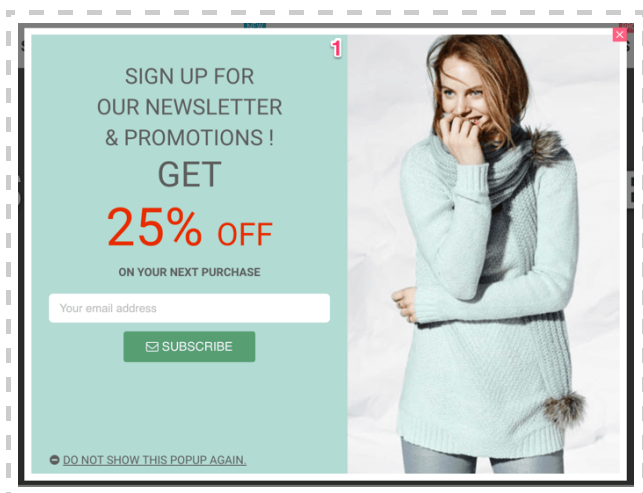 NEW
1
SIGN UP FOR
OUR NEWSLETTER
& PROMOTIONS !
GET
25% OFF
ON YOUR NEXT PURCHASE
Your email address
SUBSCRIBE
DO NOT SHOW THIS POPUP AGAIN.